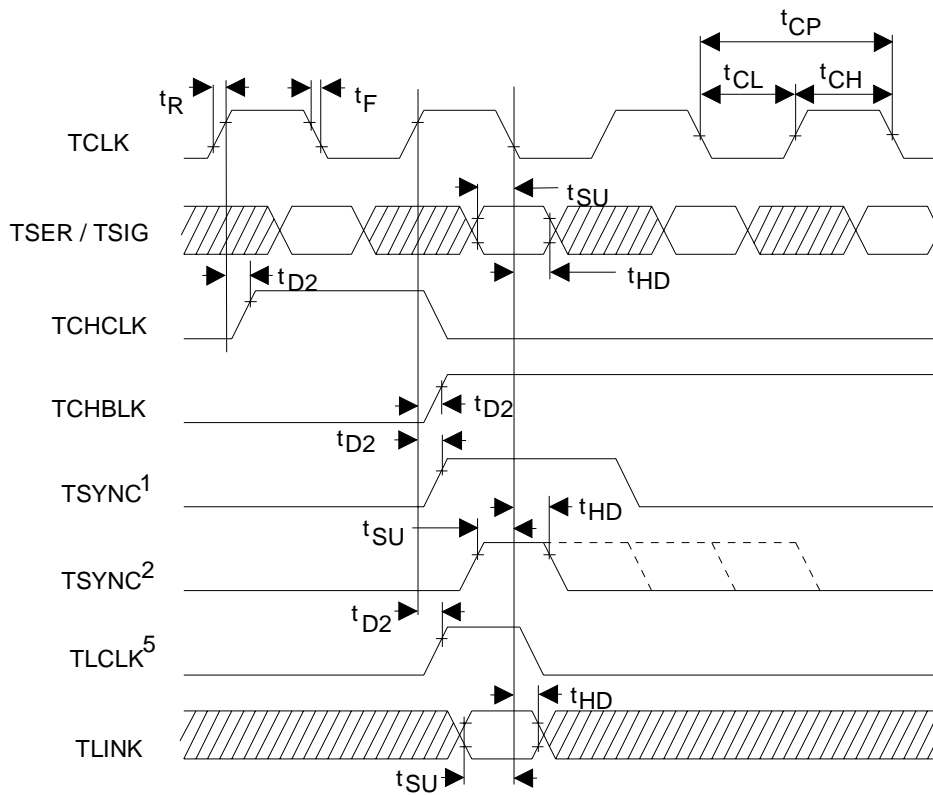 tCP
tCL tCH
tR tF
TCLK
tSU
TSER / TSIG
tD2 tHD
TCHCLK
TCHBLK tD2
tD2
TSYNC1
tHD
tSU
TSYNC2
tD2
TLCLK5
tHD
TLINK
tSU